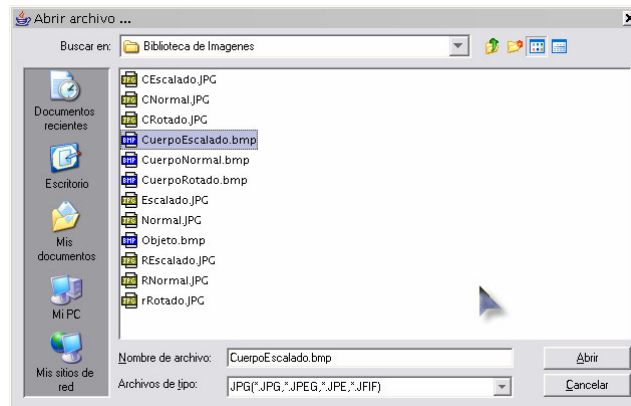 Abrir archivo ...
Buscar en: Biblioteca de Imagenes
Documentos
recientes
Escritorio
Mis
documentos
Mi PC
Mis sitios de
red
CEscalado.JPG
CNormal.JPG
CRotado.JPG
CuerpoEscalado.bmp
CuerpoNormal.bmp
CuerpoRotado.bmp
Escalado.JPG
Normal.JPG
Objeto.bmp
REscalado.JPG
RNormal.JPG
rRotado.JPG
Nombre de archivo: CuerpoEscalado.bmp Abrir
Archivos de tipo: JPG(*.JPG,*.JPEG,*.JPE,*.JFIF) Cancelar